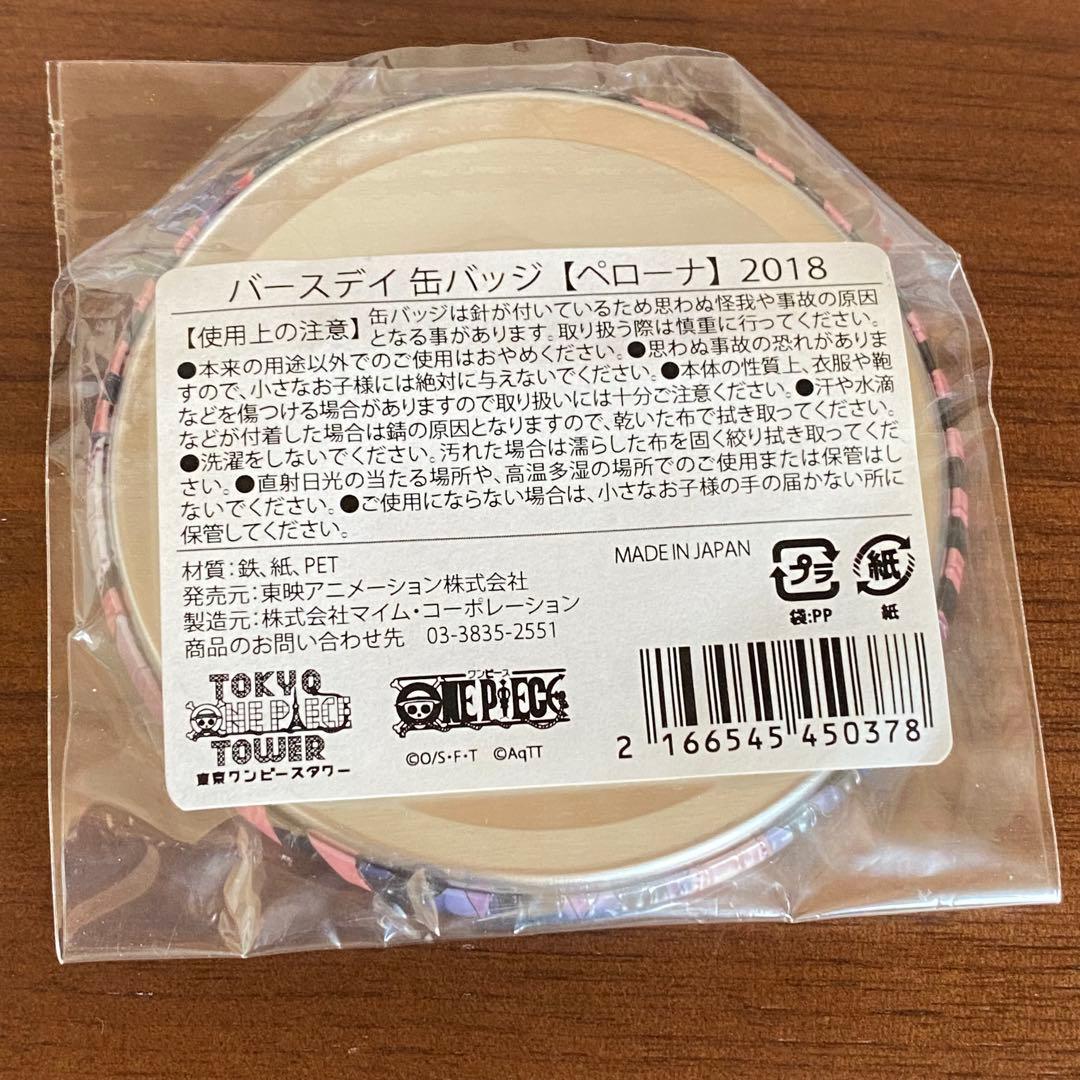 バースデイ 缶バッジ【ペローナ】2018
【使用上の注意】缶バッジは針が付いているため思わぬ怪我や事故の原因
となる事があります。取り扱う際は慎重に行ってください。
●本来の用途以外でのご使用はおやめください。●思わぬ事故の恐れがありま
すので、小さなお子様には絶対に与えないでください。●本体の性質上、衣服や鞄
などを傷つける場合がありますので取り扱いには十分ご注意ください。●汗や水滴
などが付着した場合は錆の原因となりますので、乾いた布で拭き取ってください。
●洗濯をしないでください。汚れた場合は濡らした布を固く絞り拭き取ってくだ
さい。●直射日光の当たる場所や、高温多湿の場所でのご使用または保管はし
ないでください。●ご使用にならない場合は、小さなお子様の手の届かない所に
保管してください。
材質:鉄、紙、PET
発売元:東映アニメーション株式会社
製造元:株式会社マイム・コーポレーション
商品のお問い合わせ先 03-3835-2551
MADE IN JAPAN
プラ
袋:PP
紙
紙
TOKYO
ONE PIECE
TOWER
東京ワンピースタワー
ワンピース
ONE PIECE
©O/S・F・T ©AqTT
2 166545 450378